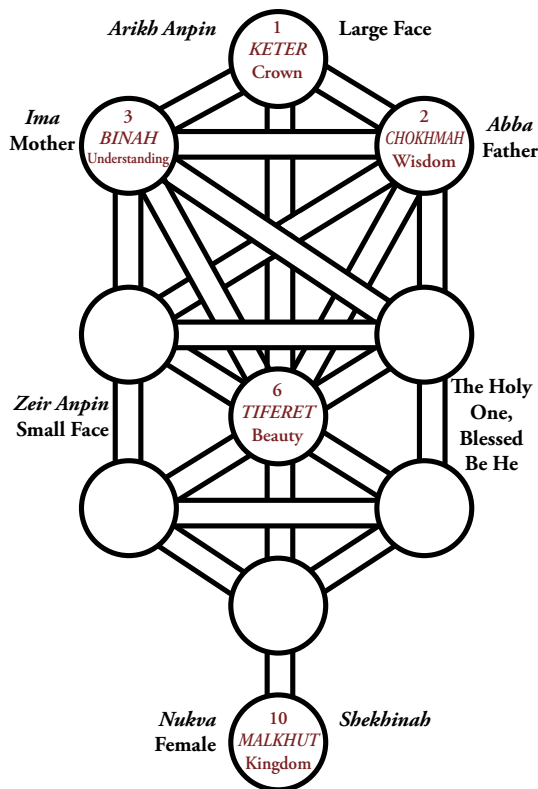 Arikh Anpin
1
KETER
Crown
Large Face
Ima
Mother
3
BINAH
Understanding
2
CHOKHMAH
Wisdom
Abba
Father
Zeir Anpin
Small Face
6
TIFERET
Beauty
The Holy
One,
Blessed
Be He
Nukva
Female
10
MALKHUT
Kingdom
Shekhinah